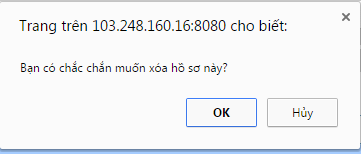 Trang trên 103.248.160.16:8080 cho biết:
Bạn có chắc chắn muốn xóa hồ sơ này?
OK Hủy